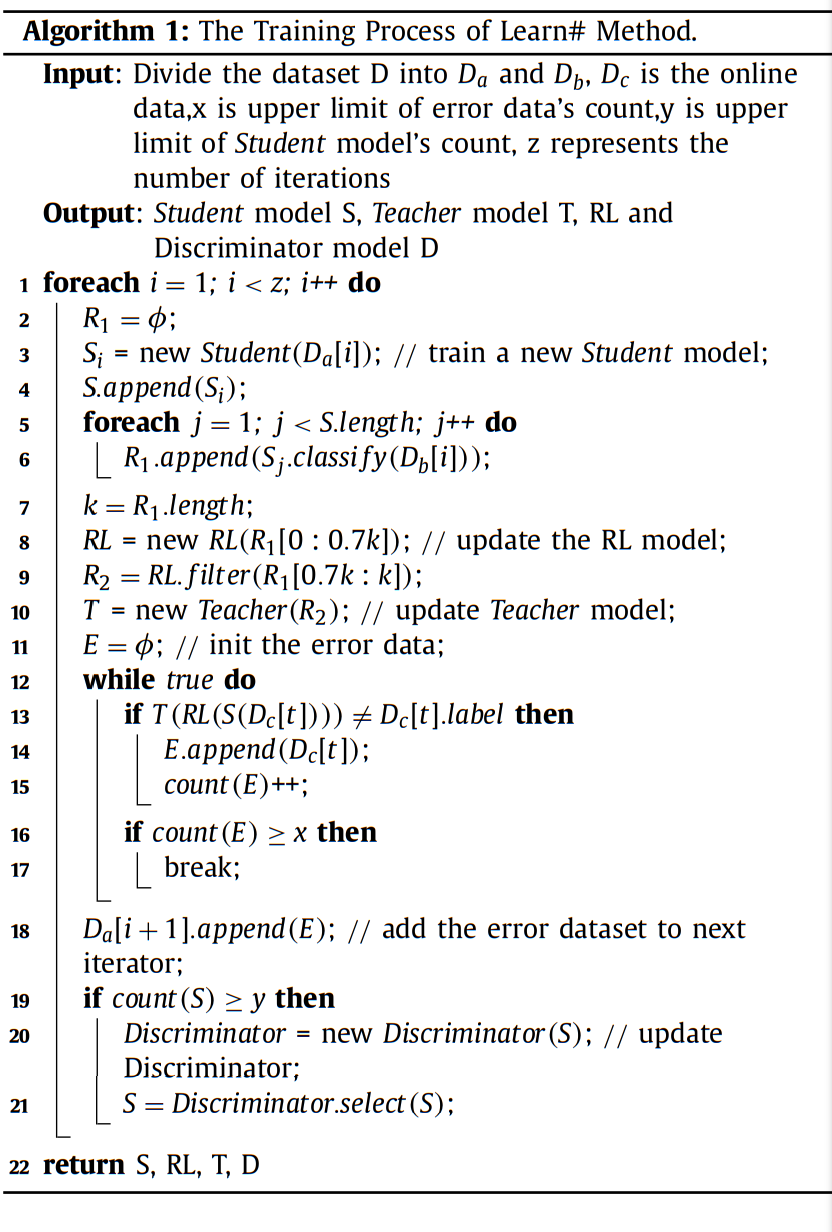 Algorithm 1: The Training Process of Learn# Method.
Input: Divide the dataset D into D_a and D_b, D_c is the online
data,x is upper limit of error data's count,y is upper
limit of Student model's count, z represents the
number of iterations
Output: Student model S, Teacher model T, RL and
Discriminator model D
1 foreach i = 1; i < z; i++ do
2 R_1 = ϕ;
3 S_i = new Student(D_a[i]); // train a new Student model;
4 S.append(S_i);
5 foreach j = 1; j < S.length; j++ do
6 R_1.append(S_j.classify(D_b[i]));
7 k = R_1.length;
8 RL = new RL(R_1[0 : 0.7k]); // update the RL model;
9 R_2 = RL.filter(R_1[0.7k : k]);
10 T = new Teacher(R_2); // update Teacher model;
11 E = ϕ; // init the error data;
12 while true do
13 if T(RL(S(D_c[t]))) ≠ D_c[t].label then
14 E.append(D_c[t]);
15 count(E)++;
16 if count(E) ≥ x then
17 break;
18 D_a[i + 1].append(E); // add the error dataset to next
iterator;
19 if count(S) ≥ y then
20 Discriminator = new Discriminator(S); // update
Discriminator;
21 S = Discriminator.select(S);
22 return S, RL, T, D